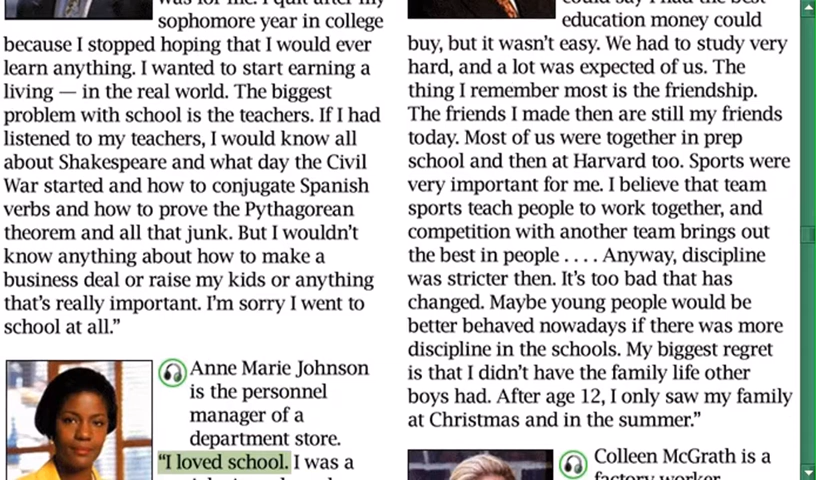 sophomore year in college
because I stopped hoping that I would ever
learn anything. I wanted to start earning a
living — in the real world. The biggest
problem with school is the teachers. If I had
listened to my teachers, I would know all
about Shakespeare and what day the Civil
War started and how to conjugate Spanish
verbs and how to prove the Pythagorean
theorem and all that junk. But I wouldn't
know anything about how to make a
business deal or raise my kids or anything
that's really important. I'm sorry I went to
school at all."
Anne Marie Johnson
is the personnel
manager of a
department store.
"I loved school. I was a
education money could
buy, but it wasn't easy. We had to study very
hard, and a lot was expected of us. The
thing I remember most is the friendship.
The friends I made then are still my friends
today. Most of us were together in prep
school and then at Harvard too. Sports were
very important for me. I believe that team
sports teach people to work together, and
competition with another team brings out
the best in people . . . . Anyway, discipline
was stricter then. It's too bad that has
changed. Maybe young people would be
better behaved nowadays if there was more
discipline in the schools. My biggest regret
is that I didn't have the family life other
boys had. After age 12, I only saw my family
at Christmas and in the summer."
Colleen McGrath is a
factory worker